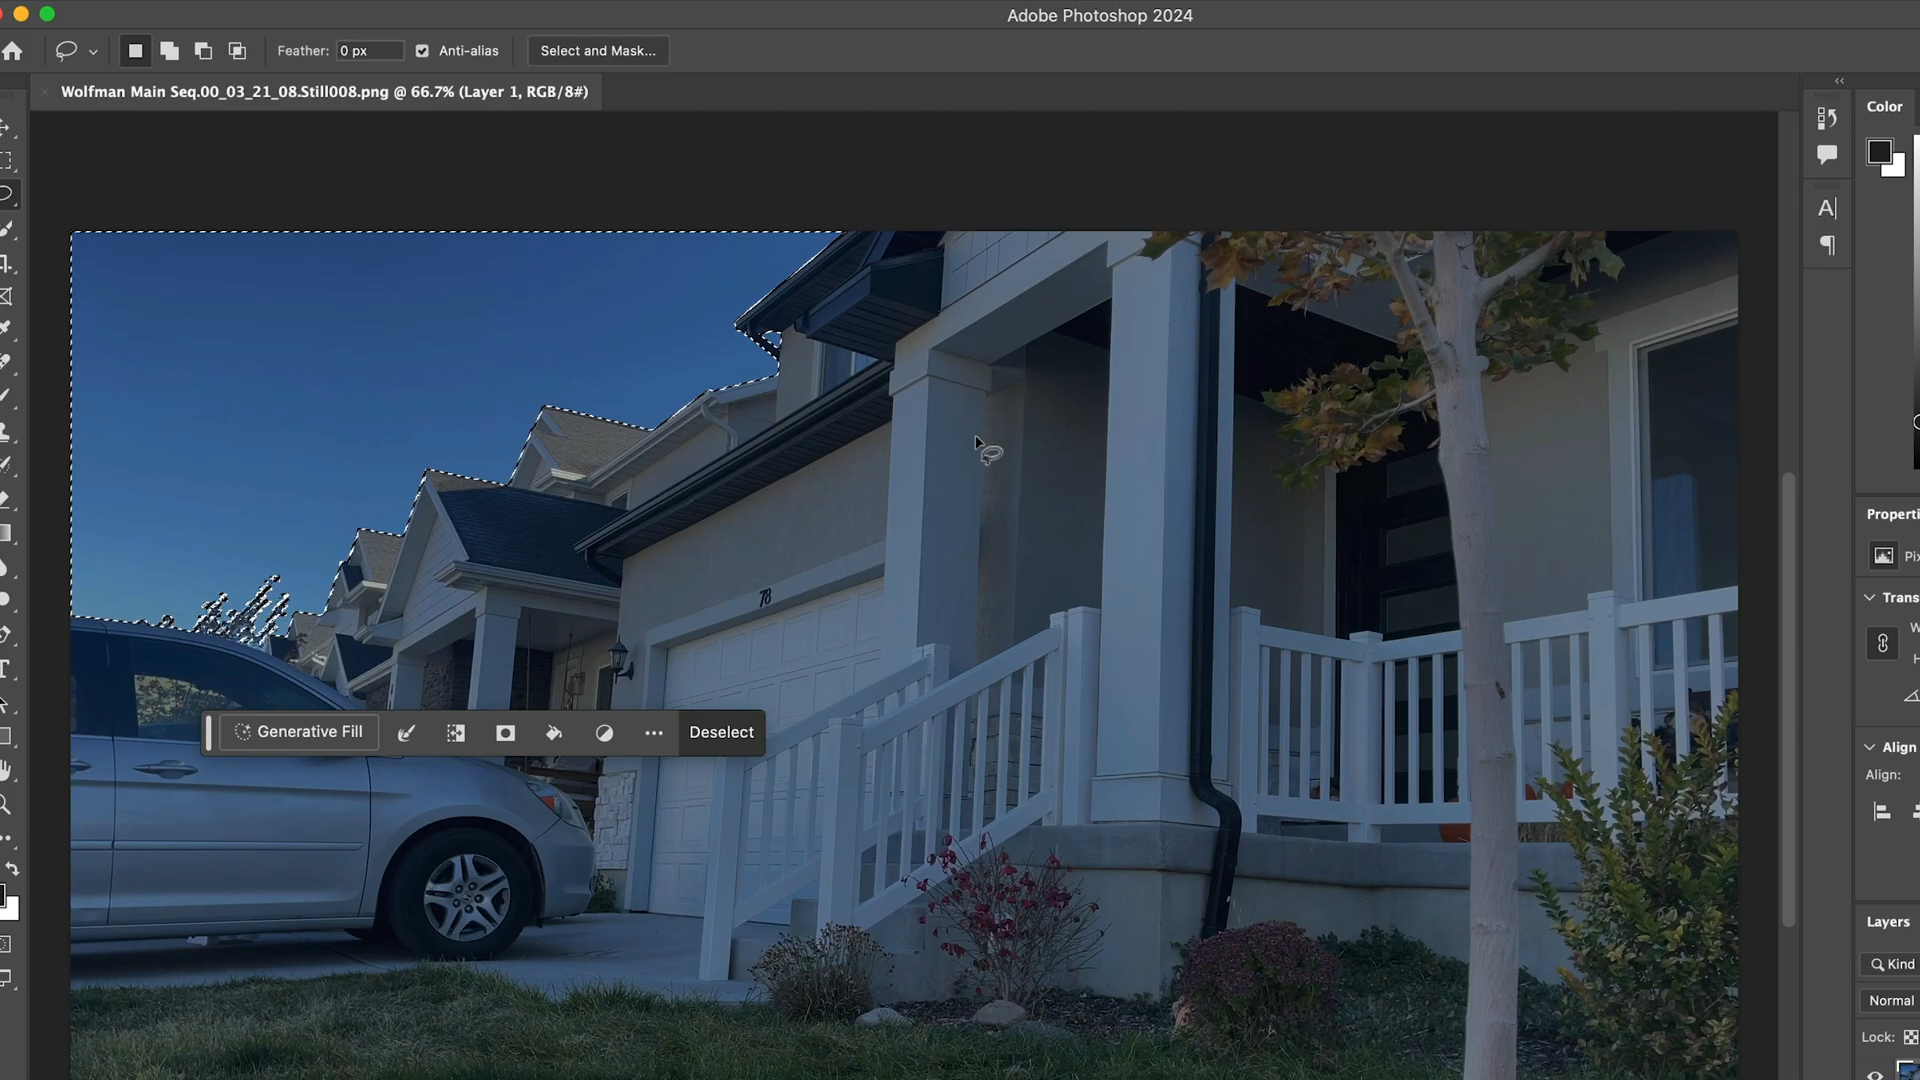 Adobe Photoshop 2024
Feather: 0 px Anti-alias Select and Mask...
Wolfman Main Seq.00_03_21_08.Still008.png @ 66.7% (Layer 1, RGB/8#)
Color
Properti
Pix
Trans
W
H
Align
Align:
78
Generative Fill Deselect
Layers
Kind
Normal
Lock: